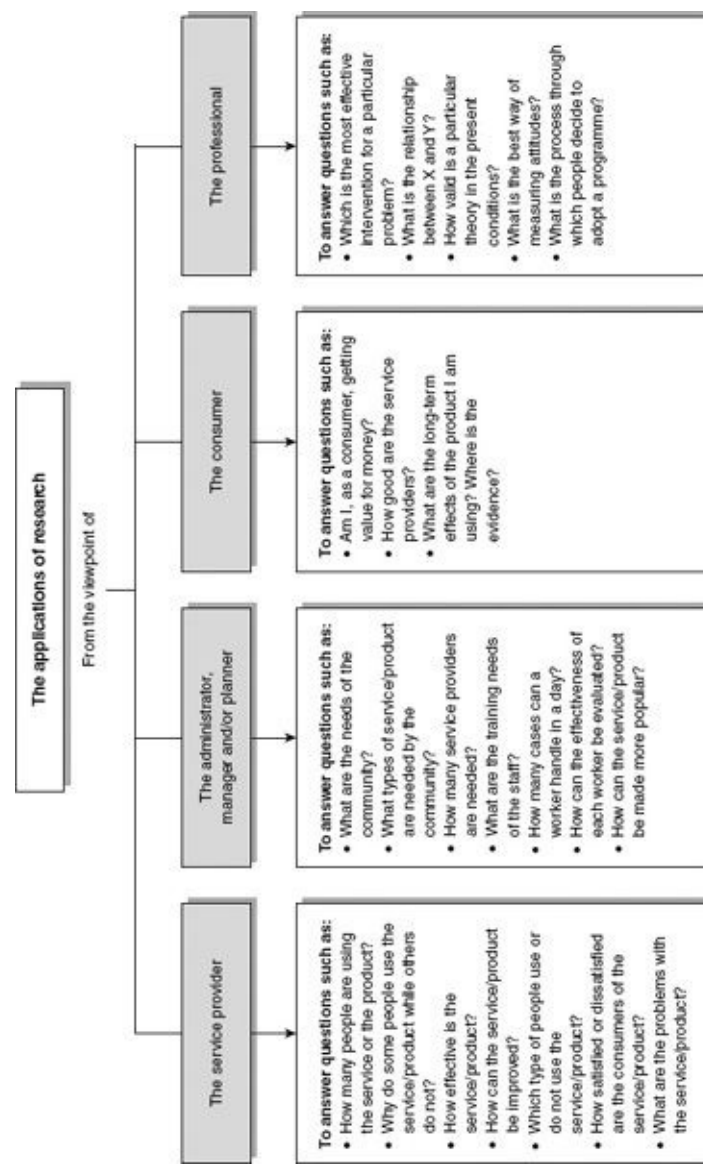 The applications of research
From the viewpoint of
The service provider
To answer questions such as:
• How many people are using
the service or the product?
• Why do some people use the
service/product while others
do not?
• How effective is the
service/product?
• How can the service/product
be improved?
• Which type of people use or
do not use the
service/product?
• How satisfied or dissatisfied
are the consumers of the
service/product?
• What are the problems with
the service/product?
The administrator,
manager and/or planner
To answer questions such as:
• What are the needs of the
community?
• What types of service/product
are needed by the
community?
• How many service providers
are needed?
• What are the training needs
of the staff?
• How many cases can a
worker handle in a day?
• How can the effectiveness of
each worker be evaluated?
• How can the service/product
be made more popular?
The consumer
To answer questions such as:
• Am I, as a consumer, getting
value for money?
• How good are the service
providers?
• What are the long-term
effects of the product I am
using? Where is the
evidence?
The professional
To answer questions such as:
• Which is the most effective
intervention for a particular
problem?
• What is the relationship
between X and Y?
• How valid is a particular
theory in the present
conditions?
• What is the best way of
measuring attitudes?
• What is the process through
which people decide to
adopt a programme?